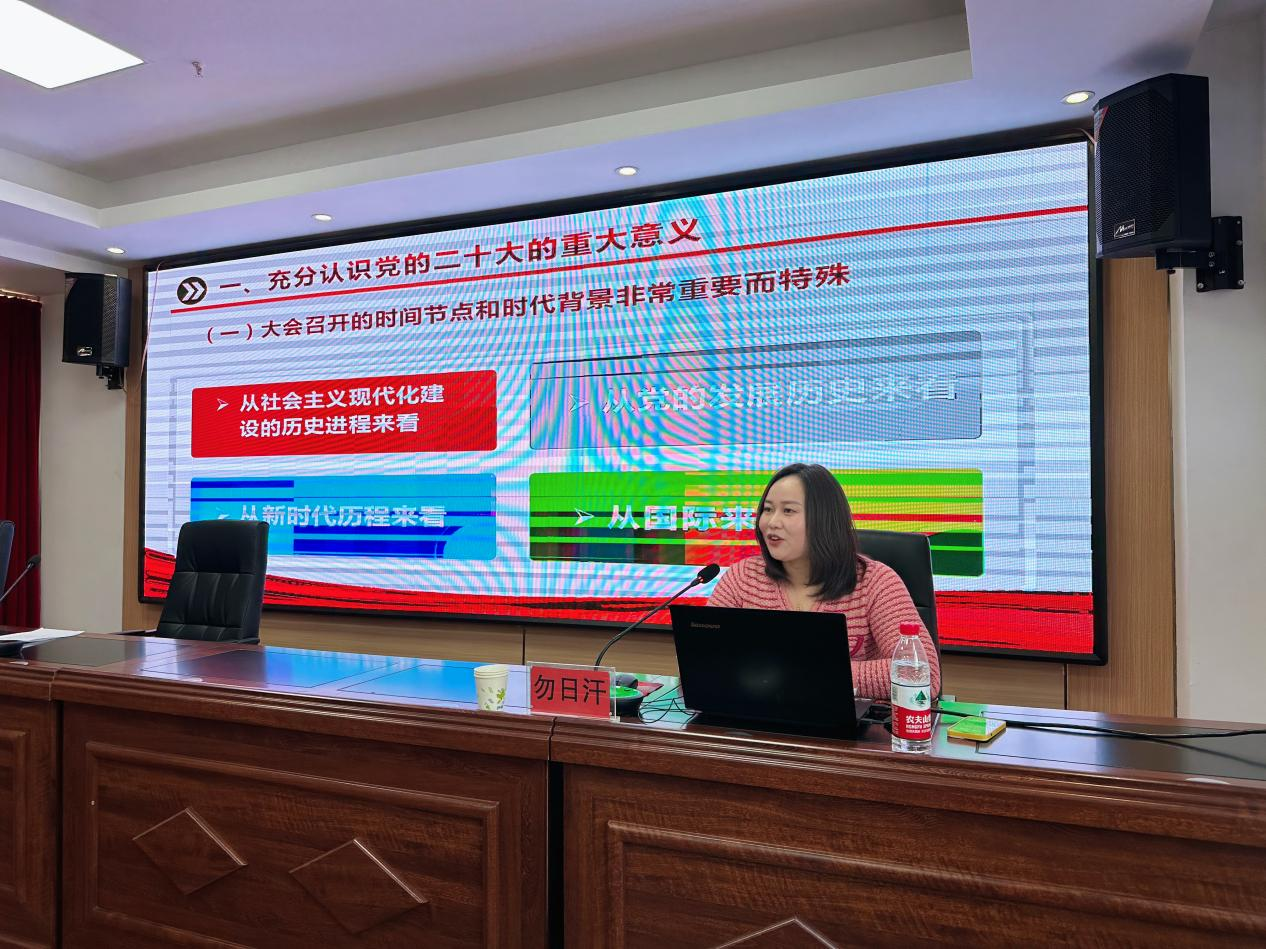 一、充分认识党的二十大的重大意义
（一）大会召开的时间节点和时代背景非常重要而特殊
从社会主义现代化建
设的历史进程来看
从党的发展历史来看
从新时代历程来看
从国际来
勿日汗
lenovo
农夫山